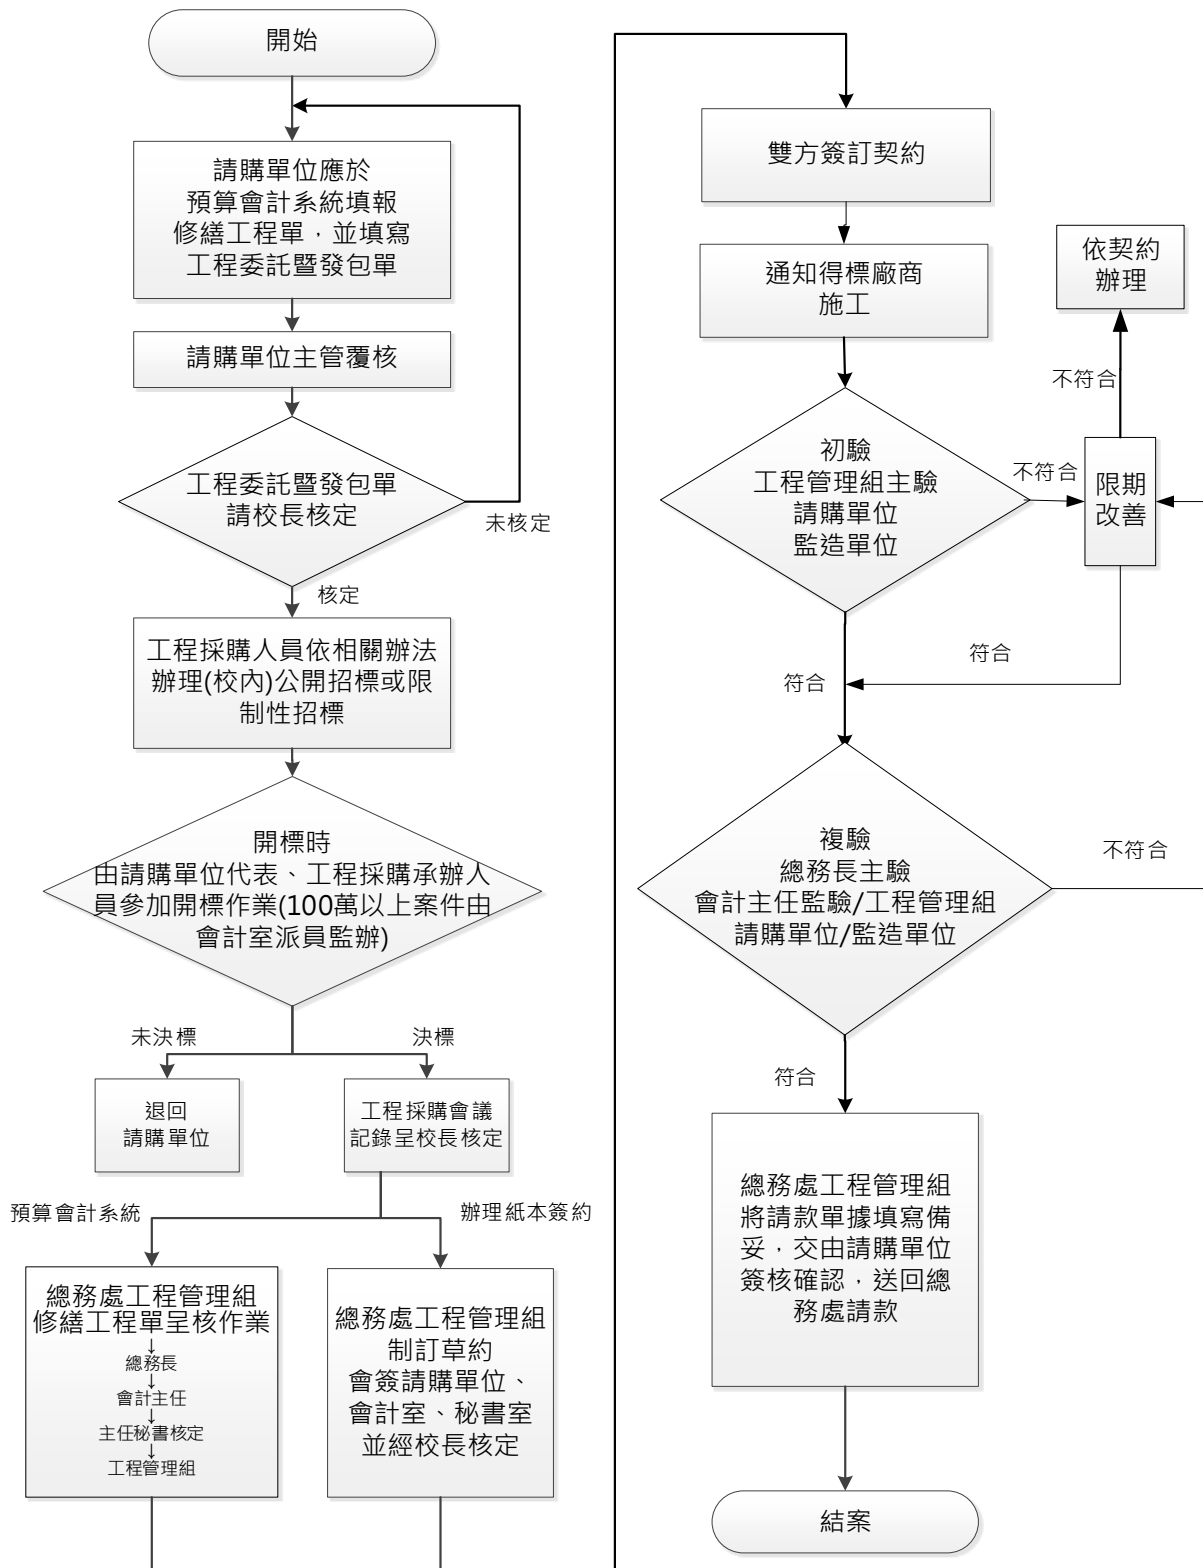 開始
請購單位應於
預算會計系統填報
修繕工程單，並填寫
工程委託暨發包單
請購單位主管覆核
工程委託暨發包單
請校長核定
未核定
核定
工程採購人員依相關辦法
辦理(校內)公開招標或限
制性招標
開標時
由請購單位代表、工程採購承辦人
員參加開標作業(100萬以上案件由
會計室派員監辦)
未決標
決標
退回
請購單位
工程採購會議
記錄呈校長核定
預算會計系統
辦理紙本簽約
總務處工程管理組
修繕工程單呈核作業
↓
總務長
↓
會計主任
↓
主任秘書核定
↓
工程管理組
總務處工程管理組
制訂草約
會簽請購單位、
會計室、秘書室
並經校長核定
雙方簽訂契約
通知得標廠商
施工
依契約
辦理
不符合
初驗
工程管理組主驗
請購單位
監造單位
不符合
限期
改善
符合
符合
複驗
總務長主驗
會計主任監驗/工程管理組
請購單位/監造單位
不符合
符合
總務處工程管理組
將請款單據填寫備
妥，交由請購單位
簽核確認，送回總
務處請款
結案